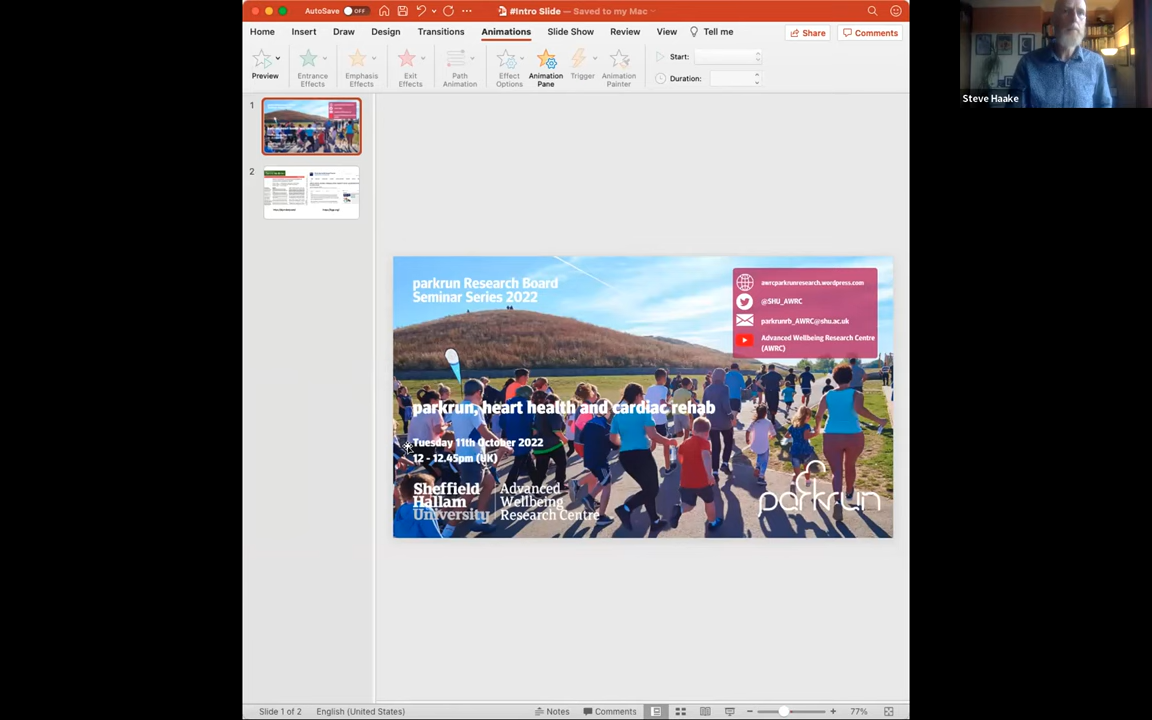 AutoSave OFF
#Intro Slide — Saved to my Mac
Home Insert Draw Design Transitions Animations Slide Show Review View Tell me
Share Comments
Preview
Entrance Effects
Emphasis Effects
Exit Effects
Path Animation
Effect Options
Animation Pane
Trigger
Animation Painter
Start:
Duration:
Steve Haake
1
2
parkrun Research Board
Seminar Series 2022
awrcparkrunresearch.wordpress.com
@SHU_AWRC
parkrunrb_AWRC@shu.ac.uk
Advanced Wellbeing Research Centre
(AWRC)
parkrun, heart health and cardiac rehab
Tuesday 11th October 2022
12 - 12.45pm (UK)
Sheffield
Hallam
University
Advanced
Wellbeing
Research Centre
parkrun
Slide 1 of 2 English (United States) Notes Comments 77%